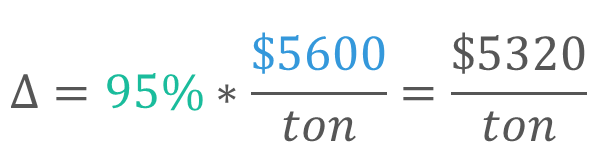 Δ = 95% * $5600/ton = $5320/ton